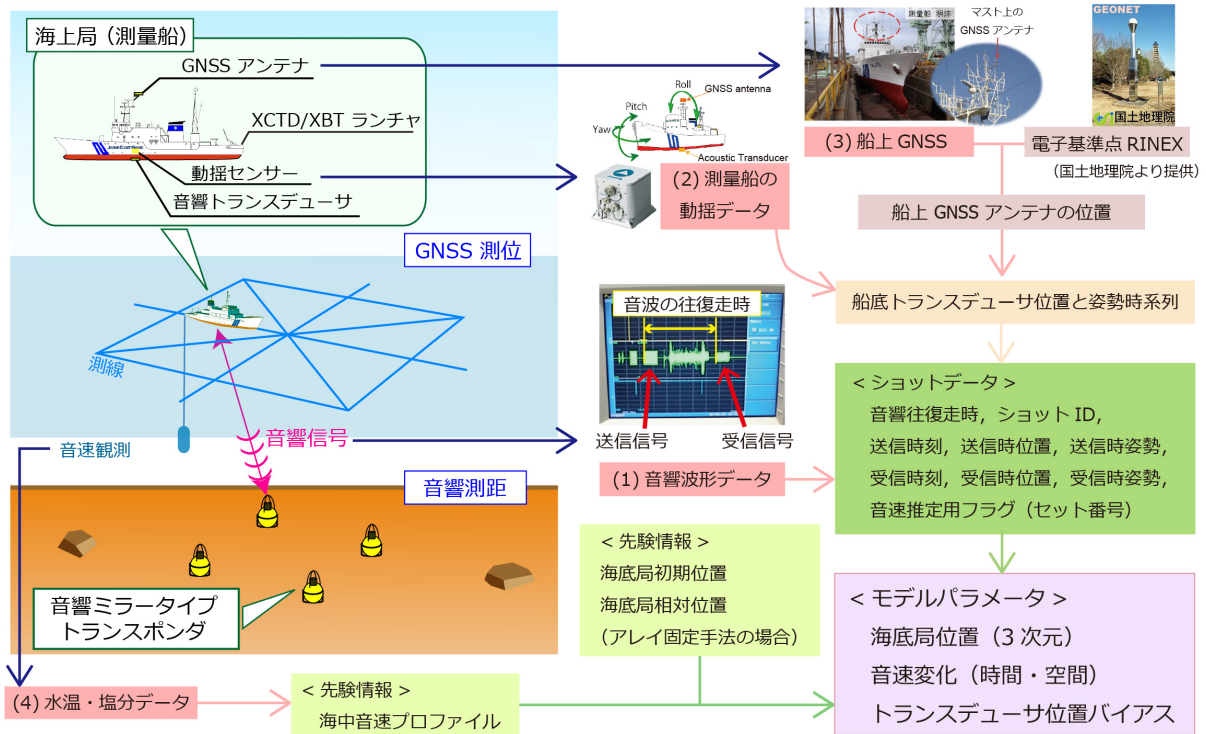 海上局（測量船）
GNSS アンテナ
XCTD/XBT ランチャ
動揺センサー
音響トランスデューサ
GNSS 測位
測線
音響信号
音速観測
音響測距
音響ミラータイプ
トランスポンダ
(4) 水温・塩分データ
< 先験情報 >
海中音速プロファイル
Roll
GNSS antenna
Pitch
Yaw
Acoustic Transducer
(2) 測量船の
動揺データ
測量船 明洋
マスト上の
GNSS アンテナ
GEONET
国土地理院
(3) 船上 GNSS
電子基準点 RINEX
（国土地理院より提供）
船上 GNSS アンテナの位置
船底トランスデューサ位置と姿勢時系列
音波の往復走時
送信信号
受信信号
(1) 音響波形データ
< ショットデータ >
音響往復走時，ショット ID，
送信時刻，送信時位置，送信時姿勢，
受信時刻，受信時位置，受信時姿勢，
音速推定用フラグ（セット番号）
< 先験情報 >
海底局初期位置
海底局相対位置
（アレイ固定手法の場合）
< モデルパラメータ >
海底局位置（3 次元）
音速変化（時間・空間）
トランスデューサ位置バイアス